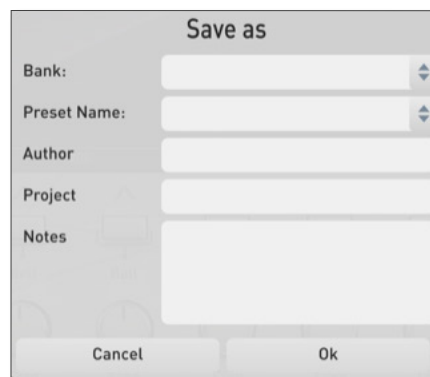 Save as
Bank:
Preset Name:
Author
Project
Notes
Cancel Ok